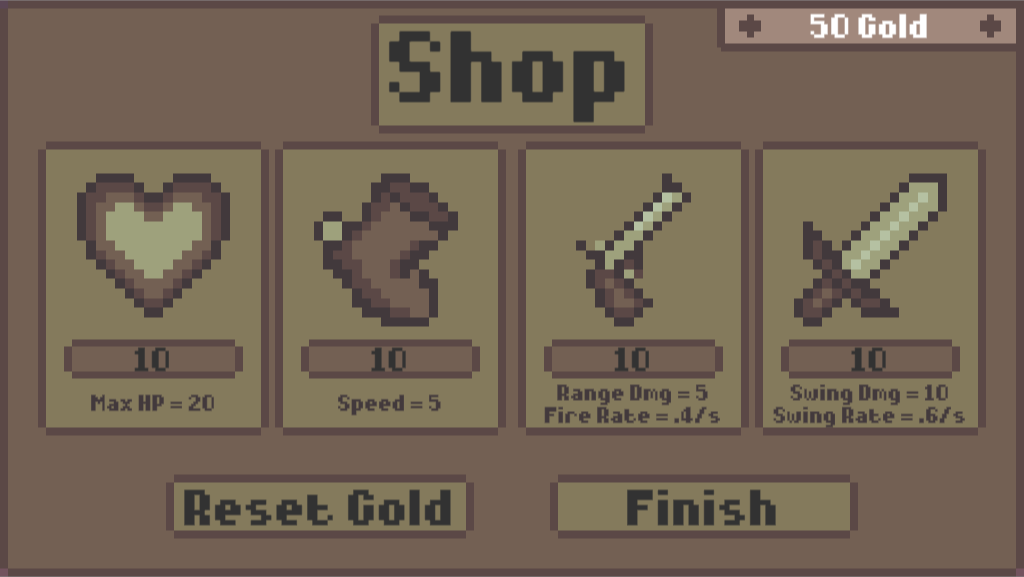 50 Gold
Shop
10
10
10
10
Max HP = 20
Speed = 5
Range Dmg = 5
Fire Rate = .4/s
Swing Dmg = 10
Swing Rate = .6/s
Reset Gold
Finish